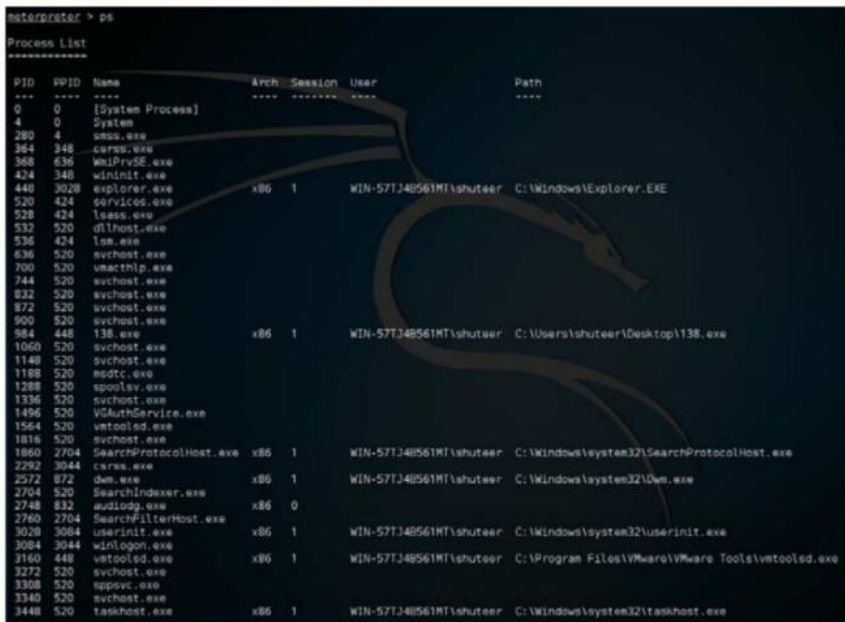 meterpreter > ps
Process List
============
PID PPID Name Arch Session User Path
--- ---- ---- ---- ------- ---- ----
0 0 [System Process]
4 0 System
280 4 smss.exe
364 348 csrss.exe
368 636 WmiPrvSE.exe
424 348 wininit.exe
448 3028 explorer.exe x86 1 WIN-57TJ4B561MT\shuteer C:\Windows\Explorer.EXE
520 424 services.exe
528 424 lsass.exe
532 520 dllhost.exe
536 424 lsm.exe
636 520 svchost.exe
700 520 vmacthlp.exe
744 520 svchost.exe
832 520 svchost.exe
872 520 svchost.exe
900 520 svchost.exe
984 448 138.exe x86 1 WIN-57TJ4B561MT\shuteer C:\Users\shuteer\Desktop\138.exe
1060 520 svchost.exe
1148 520 svchost.exe
1188 520 msdtc.exe
1288 520 spoolsv.exe
1336 520 svchost.exe
1496 520 VGAuthService.exe
1564 520 vmtoolsd.exe
1816 520 svchost.exe
1860 2704 SearchProtocolHost.exe x86 1 WIN-57TJ4B561MT\shuteer C:\Windows\system32\SearchProtocolHost.exe
2292 3044 csrss.exe
2572 872 dwm.exe x86 1 WIN-57TJ4B561MT\shuteer C:\Windows\system32\Dwm.exe
2704 520 SearchIndexer.exe
2748 832 audiodg.exe x86 0
2760 2704 SearchFilterHost.exe
3028 3084 userinit.exe x86 1 WIN-57TJ4B561MT\shuteer C:\Windows\system32\userinit.exe
3084 3044 winlogon.exe
3160 448 vmtoolsd.exe x86 1 WIN-57TJ4B561MT\shuteer C:\Program Files\VMware\VMware Tools\vmtoolsd.exe
3272 520 svchost.exe
3308 520 sppsvc.exe
3340 520 svchost.exe
3448 520 taskhost.exe x86 1 WIN-57TJ4B561MT\shuteer C:\Windows\system32\taskhost.exe